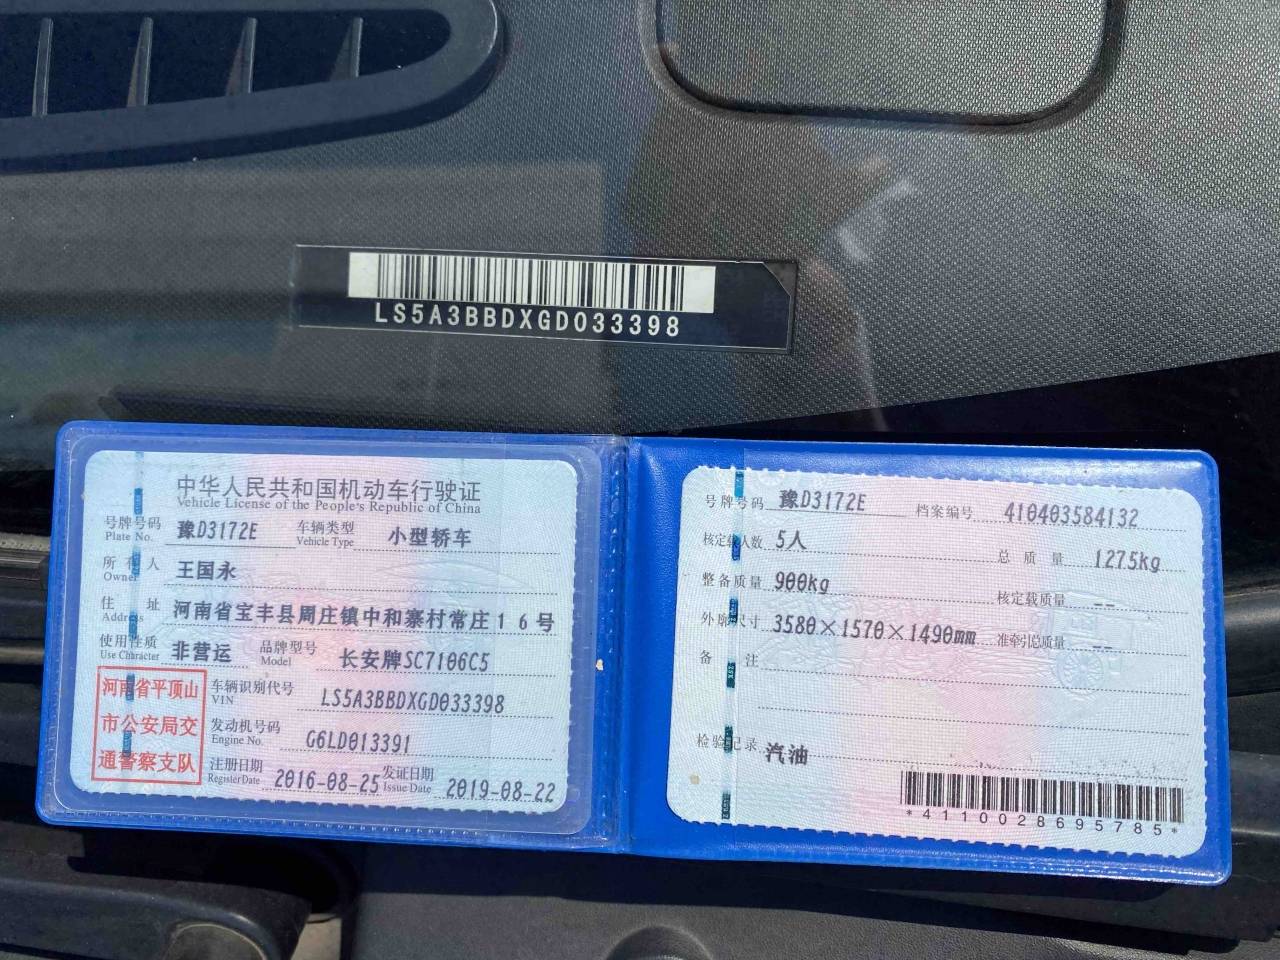 LS5A3BBDXGD033398
中华人民共和国机动车行驶证
Vehicle License of the People's Republic of China
号牌号码 豫D3172E 车辆类型 小型轿车
Plate No. Vehicle Type
所有人 王国永
Owner
住址 河南省宝丰县周庄镇中和寨村常庄16号
Address
使用性质 非营运 品牌型号 长安牌SC7106C5
Use Character Model
河南省平顶山
市公安局交
通警察支队
车辆识别代号 LS5A3BBDXGD033398
VIN
发动机号码 G6LD013391
Engine No.
注册日期 2016-08-25 发证日期 2019-08-22
Register Date Issue Date
号牌号码 豫D3172E 档案编号 410403584132
核定载人数 5人 总质量 1275kg
整备质量 900kg 核定载质量 --
外廓尺寸 3580×1570×1490mm 准牵引总质量 --
备注
检验记录 汽油
*4110028695785*